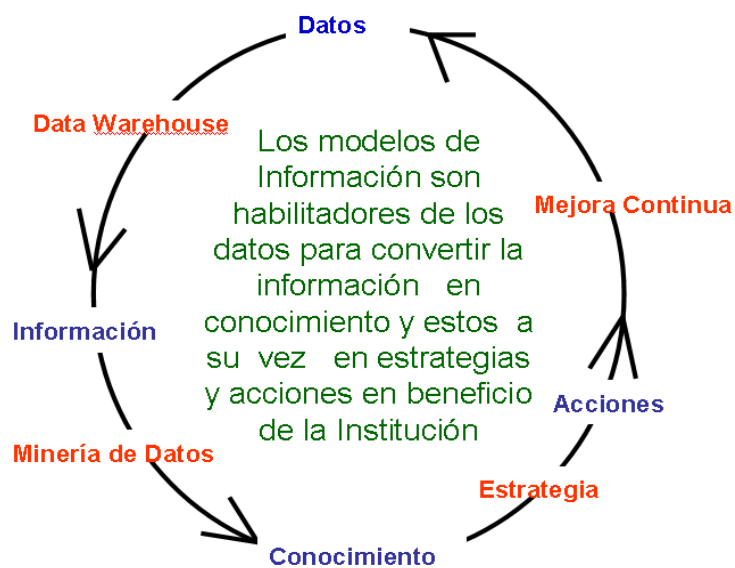 Datos
Data Warehouse
Los modelos de
Información son
habilitadores de los
datos para convertir la
información en
conocimiento y estos a
su vez en estrategias
y acciones en beneficio
de la Institución
Mejora Continua
Información
Acciones
Minería de Datos
Estrategia
Conocimiento